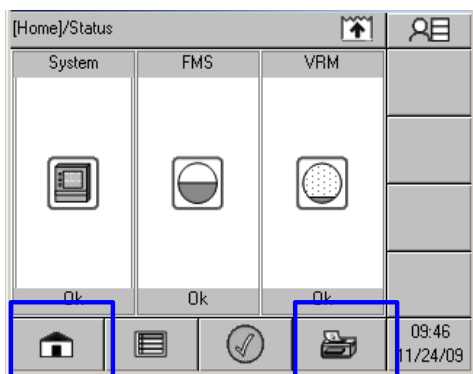 [Home]/Status
System FMS VRM
Ok Ok Ok
09:46
11/24/09